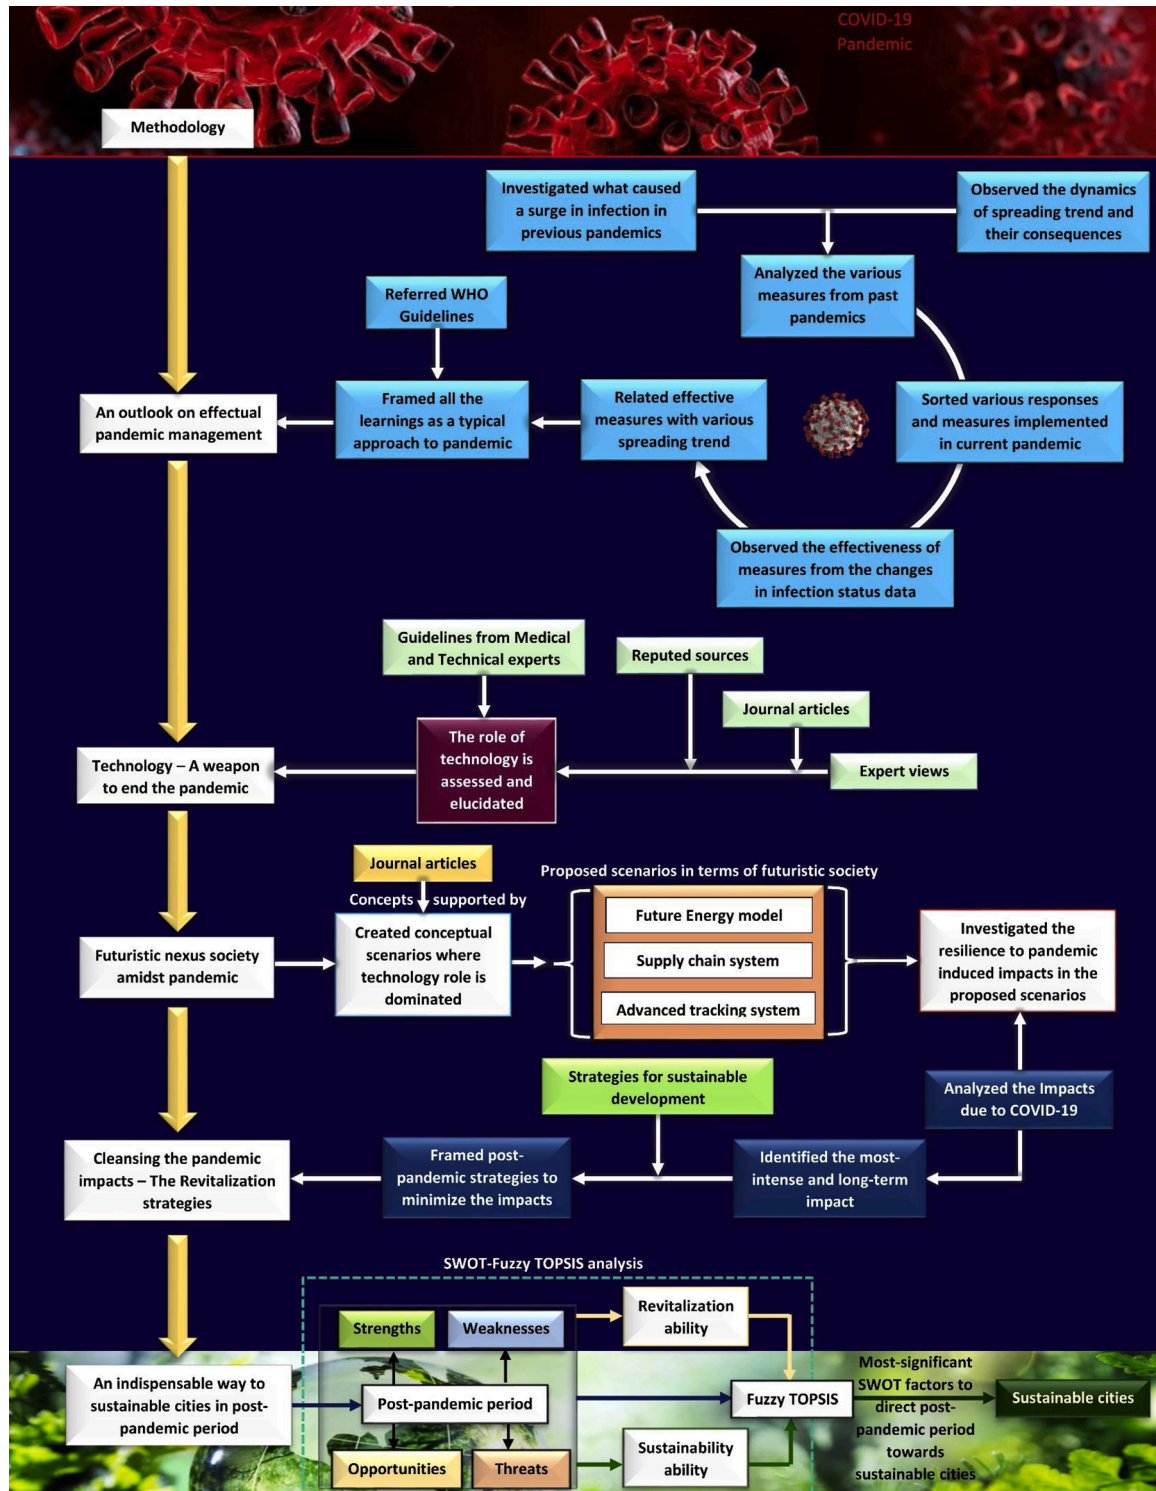 COVID-19
Pandemic
Methodology
Investigated what caused
a surge in infection in
previous pandemics
Observed the dynamics
of spreading trend and
their consequences
Analyzed the various
measures from past
pandemics
Referred WHO
Guidelines
An outlook on effectual
pandemic management
Framed all the
learnings as a typical
approach to pandemic
Related effective
measures with various
spreading trend
Sorted various responses
and measures implemented
in current pandemic
Observed the effectiveness of
measures from the changes
in infection status data
Guidelines from Medical
and Technical experts
Reputed sources
Journal articles
Technology – A weapon
to end the pandemic
The role of
technology is
assessed and
elucidated
Expert views
Journal articles
Concepts supported by
Proposed scenarios in terms of futuristic society
Futuristic nexus society
amidst pandemic
Created conceptual
scenarios where
technology role is
dominated
Future Energy model
Supply chain system
Advanced tracking system
Investigated the
resilience to pandemic
induced impacts in the
proposed scenarios
Strategies for sustainable
development
Analyzed the Impacts
due to COVID-19
Cleansing the pandemic
impacts – The Revitalization
strategies
Framed post-
pandemic strategies to
minimize the impacts
Identified the most-
intense and long-term
impact
SWOT-Fuzzy TOPSIS analysis
Strengths
Weaknesses
Revitalization
ability
An indispensable way to
sustainable cities in post-
pandemic period
Post-pandemic period
Fuzzy TOPSIS
Most-significant
SWOT factors to
direct post-
pandemic period
towards
sustainable cities
Sustainable cities
Opportunities
Threats
Sustainability
ability